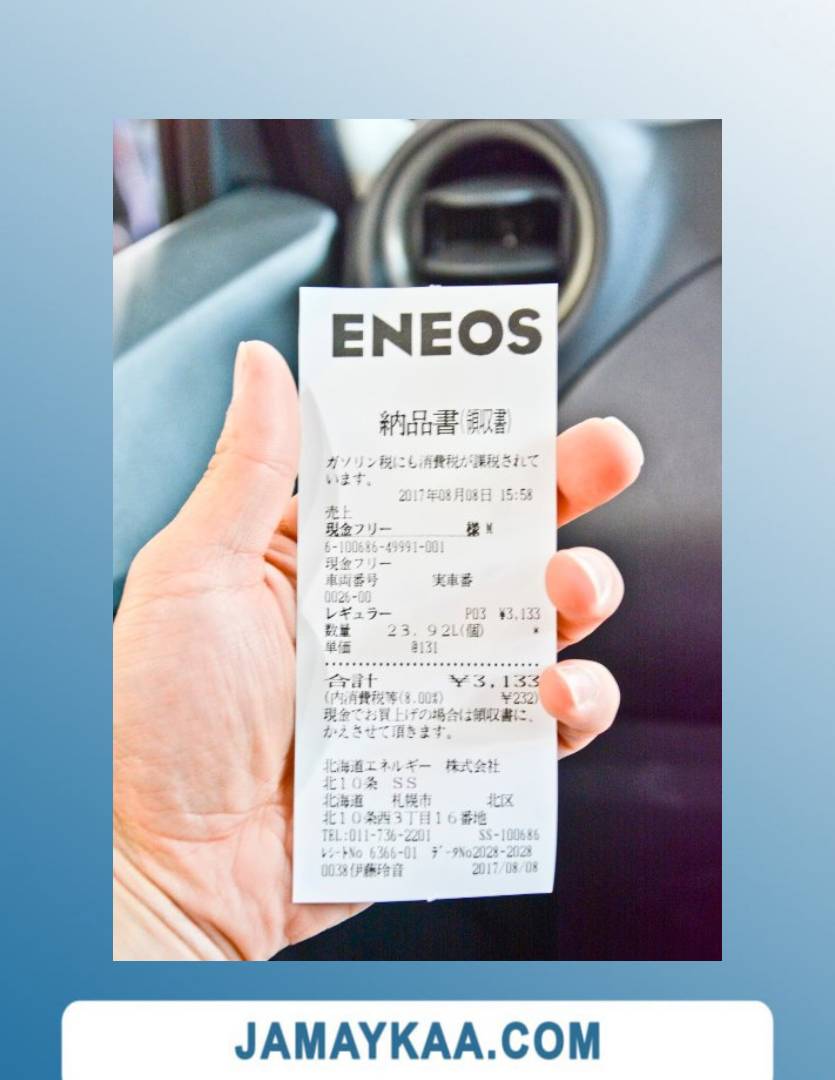 ENEOS
納品書(領収書)
ガソリン税にも消費税が課税されて
います。
2017年08月08日 15:58
売上
現金フリー 様 M
6-100686-49991-001
現金フリー
車両番号 実車番
0026-00
レギュラー P03 ¥3,133
数量 23.92L(個) *
単価 @131
合計 ¥3,133
(内消費税等(8.00%) ¥232)
現金でお買上げの場合は領収書に、
かえさせて頂きます。
北海道エネルギー 株式会社
北10条 SS
北海道 札幌市 北区
北10条西3丁目16番地
TEL:011-736-2201 SS-100686
レシートNo 6366-01 データNo2028-2028
0038伊藤玲音 2017/08/08
JAMAYKAA.COM